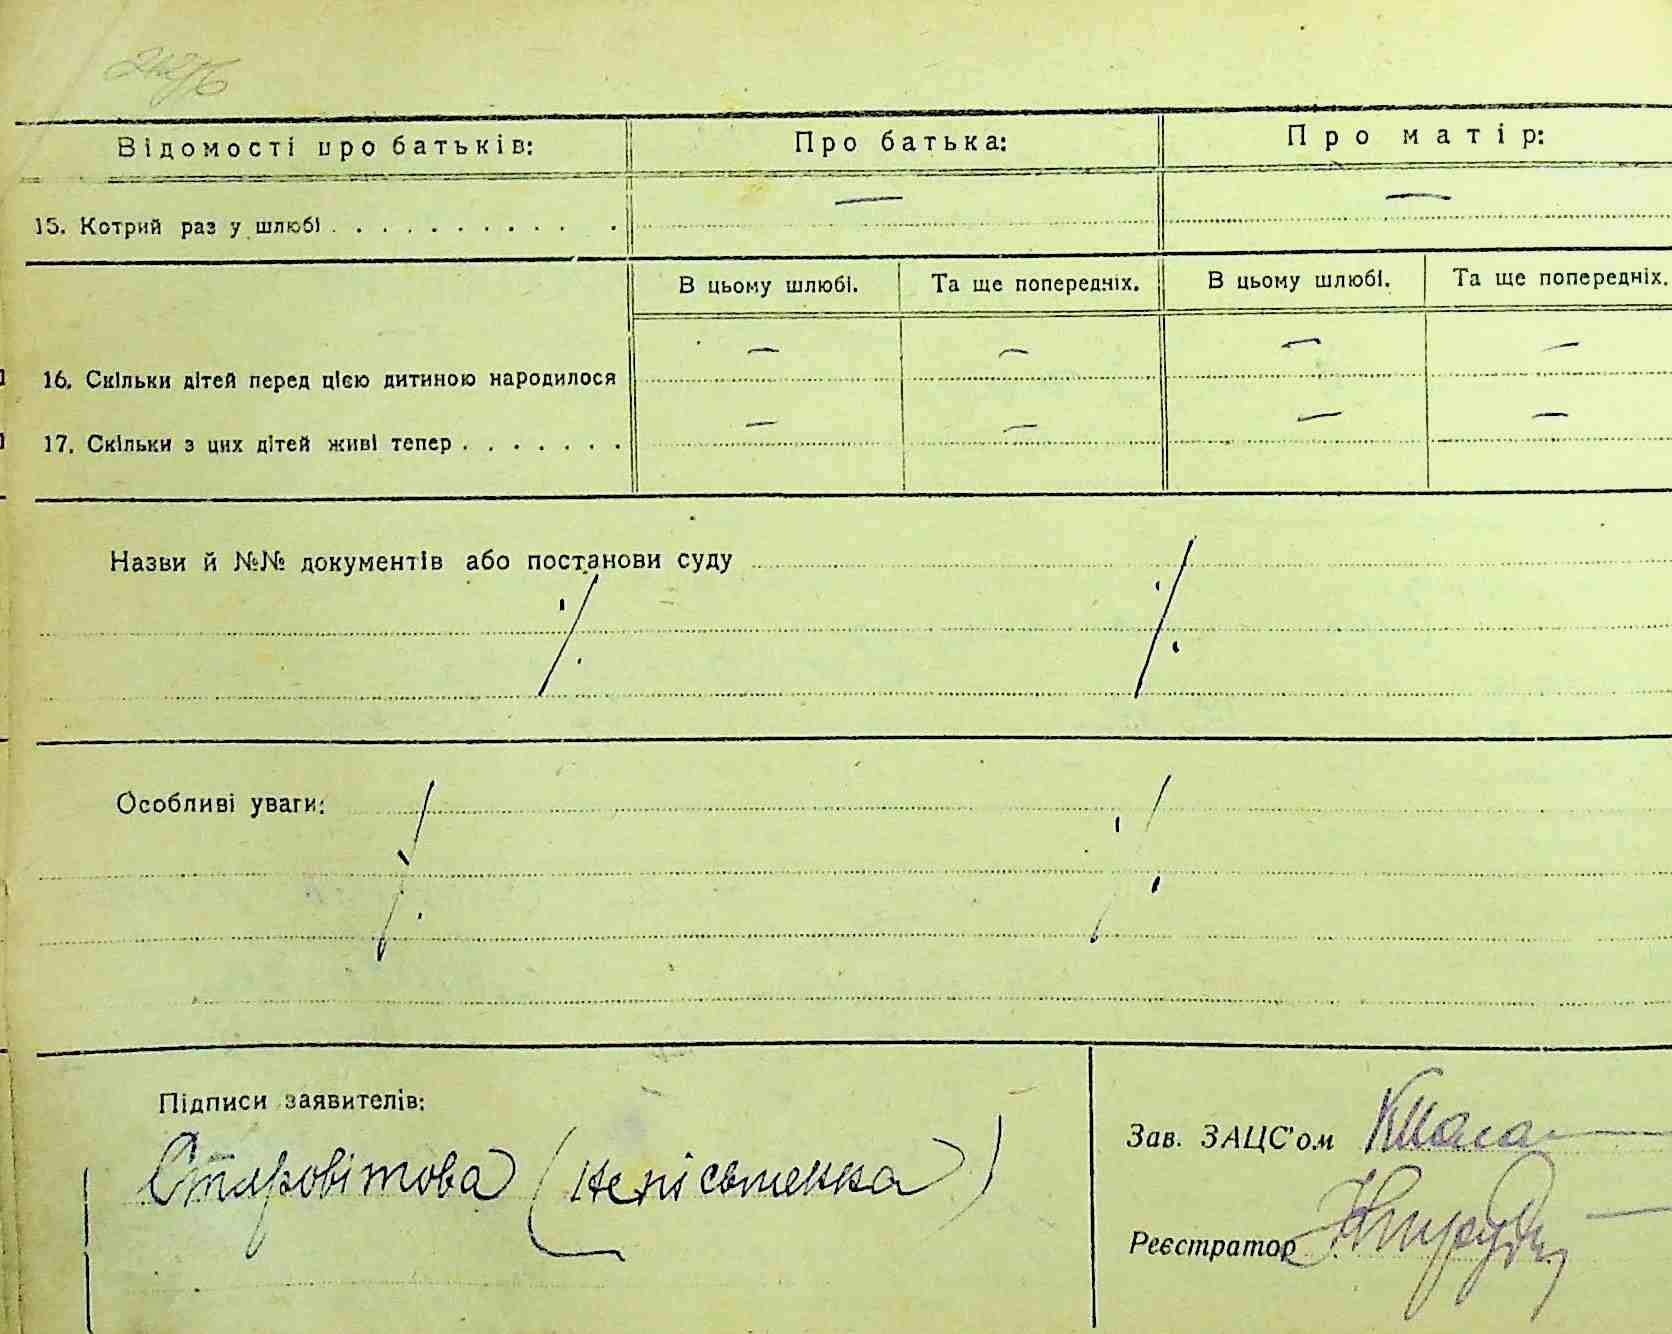 Відомості про батьків: Про батька: Про матір:
— —
15. Котрий раз у шлюбі . . . . . . . . . . .
В цьому шлюбі. Та ще попередніх. В цьому шлюбі. Та ще попередніх.
— — — —
16. Скільки дітей перед цією дитиною народилося
— — — —
17. Скільки з цих дітей живі тепер . . . . . . .
Назви й №№ документів або постанови суду
Особливі уваги:
Підписи заявителів:
Старовітова (непісьменна)
Зав. ЗАЦС'ом
Реєстратор